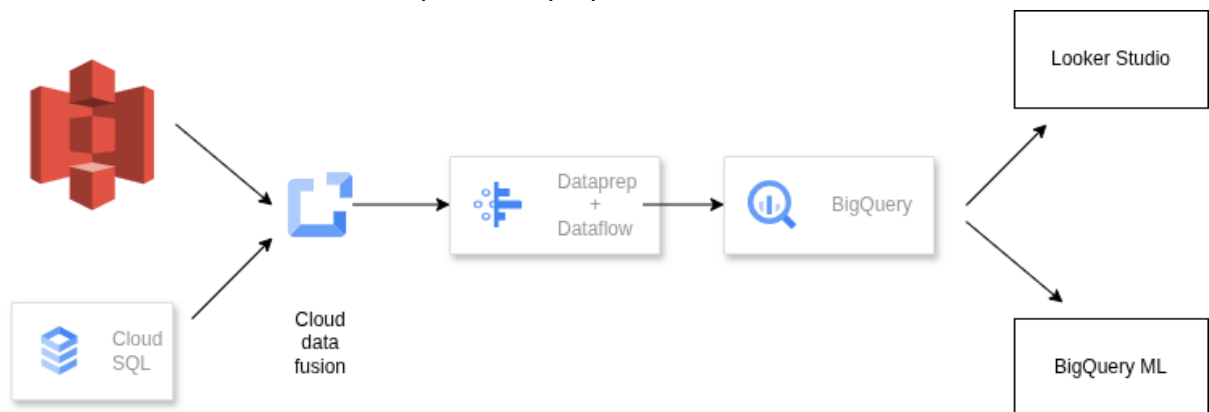 Looker Studio
Dataprep
+
Dataflow
BigQuery
Cloud
SQL
Cloud
data
fusion
BigQuery ML